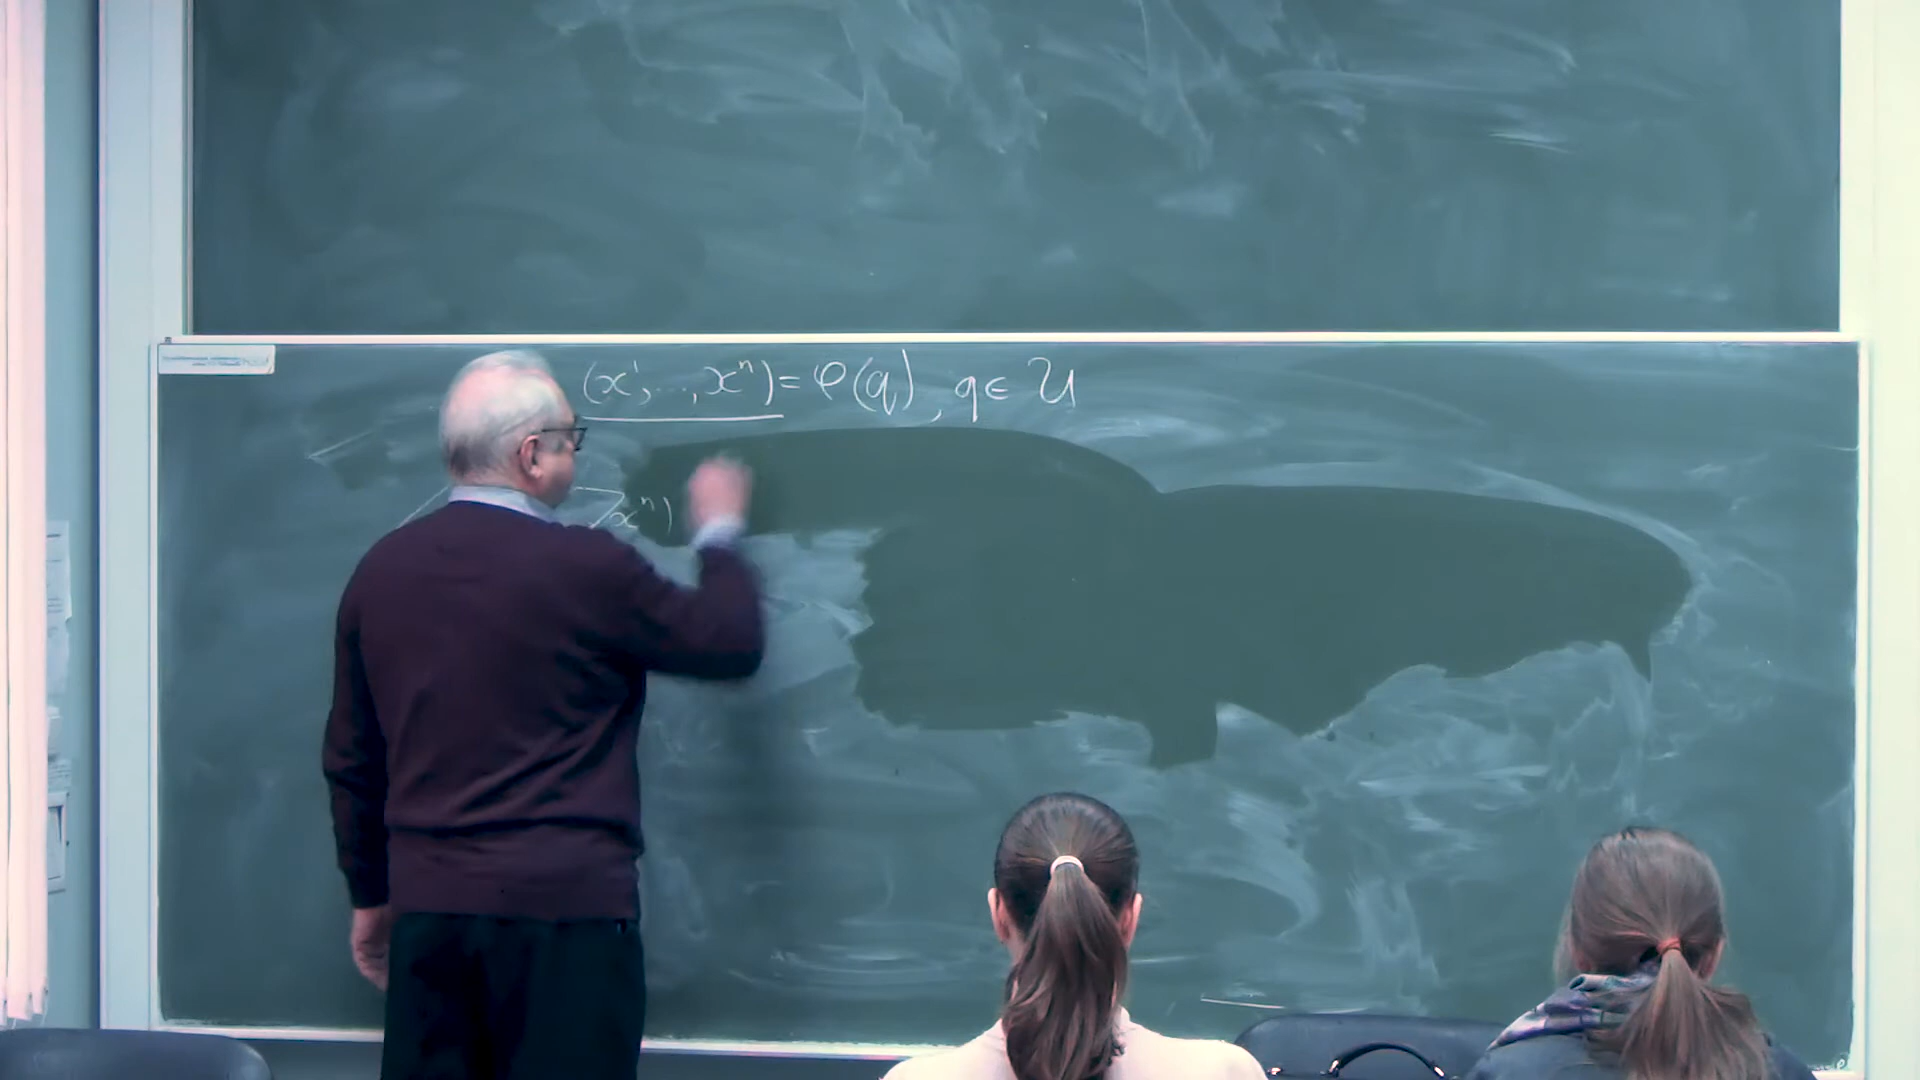 (x¹, ..., xⁿ) = φ(q), q ∈ U
xⁿ)